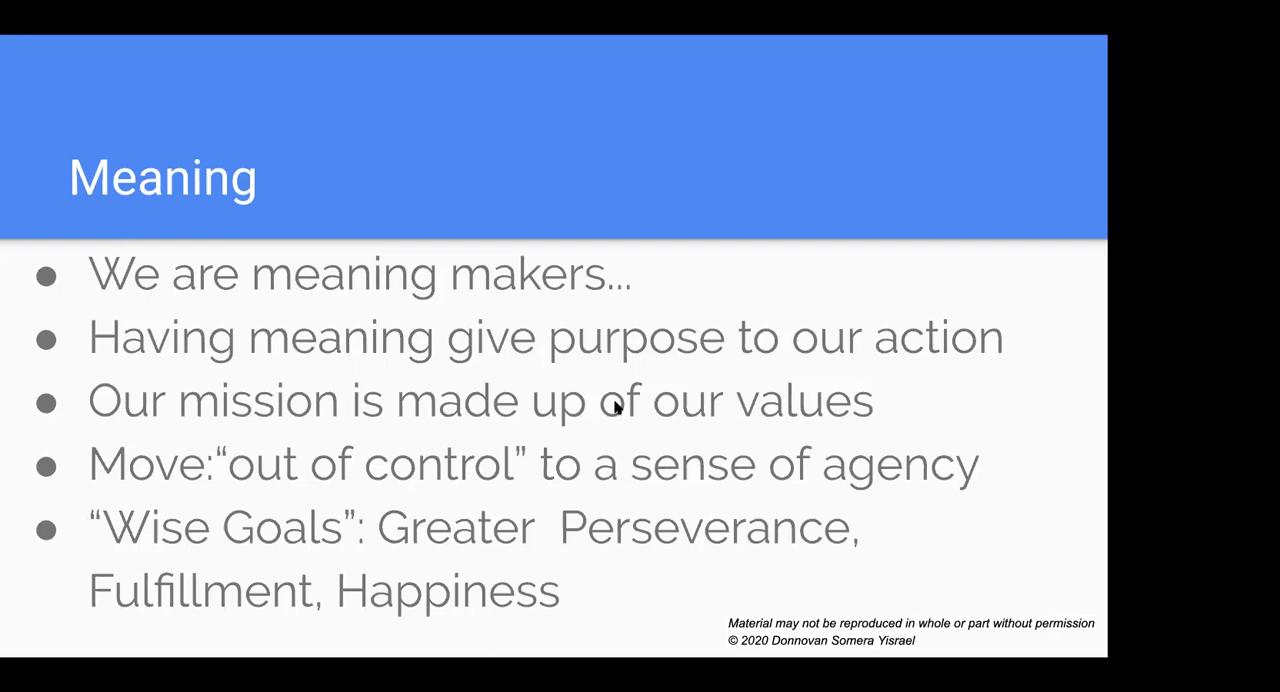 Meaning
● We are meaning makers...
● Having meaning give purpose to our action
● Our mission is made up of our values
● Move:“out of control” to a sense of agency
● “Wise Goals”: Greater  Perseverance,
Fulfillment, Happiness
Material may not be reproduced in whole or part without permission
© 2020 Donnovan Somera Yisrael